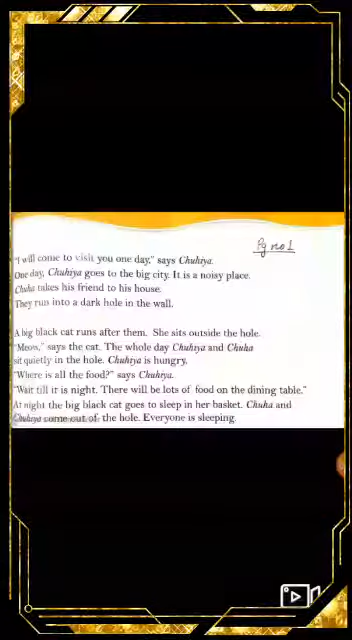 Pg no 1
"I will come to visit you one day," says Chuhiya.
One day, Chuhiya goes to the big city. It is a noisy place.
Chuha takes his friend to his house.
They run into a dark hole in the wall.
A big black cat runs after them. She sits outside the hole.
"Meow," says the cat. The whole day Chuhiya and Chuha
sit quietly in the hole. Chuhiya is hungry.
"Where is all the food?" says Chuhiya.
"Wait till it is night. There will be lots of food on the dining table."
At night the big black cat goes to sleep in her basket. Chuha and
Chuhiya come out of the hole. Everyone is sleeping.